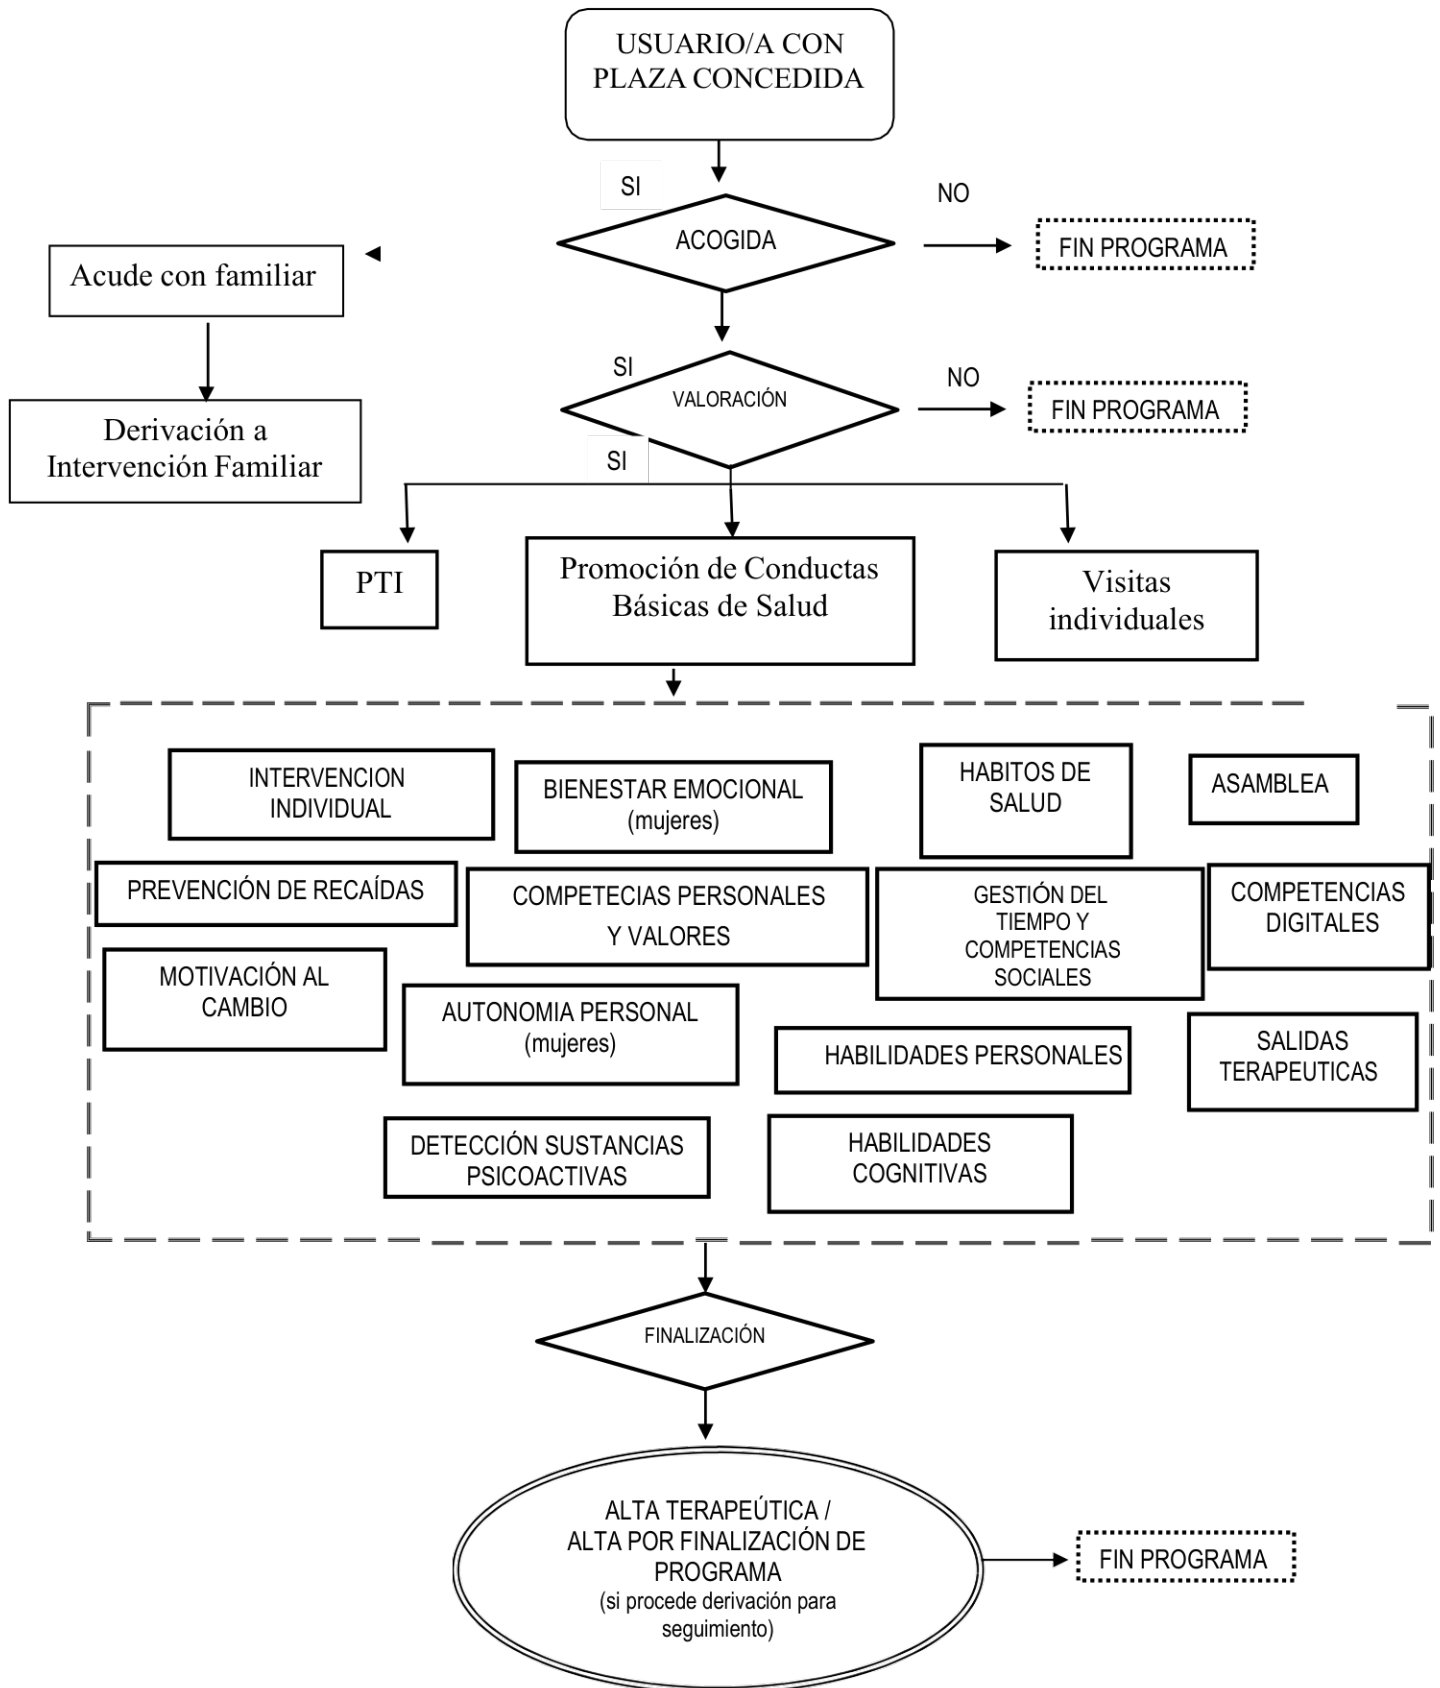 USUARIO/A CON
PLAZA CONCEDIDA
SI
NO
ACOGIDA
FIN PROGRAMA
Acude con familiar
SI
NO
VALORACIÓN
FIN PROGRAMA
Derivación a
Intervención Familiar
SI
PTI
Promoción de Conductas
Básicas de Salud
Visitas
individuales
INTERVENCION
INDIVIDUAL
BIENESTAR EMOCIONAL
(mujeres)
HABITOS DE
SALUD
ASAMBLEA
PREVENCIÓN DE RECAÍDAS
COMPETECIAS PERSONALES
Y VALORES
GESTIÓN DEL
TIEMPO Y
COMPETENCIAS
SOCIALES
COMPETENCIAS
DIGITALES
MOTIVACIÓN AL
CAMBIO
AUTONOMIA PERSONAL
(mujeres)
HABILIDADES PERSONALES
SALIDAS
TERAPEUTICAS
DETECCIÓN SUSTANCIAS
PSICOACTIVAS
HABILIDADES
COGNITIVAS
FINALIZACIÓN
ALTA TERAPEÚTICA /
ALTA POR FINALIZACIÓN DE
PROGRAMA
(si procede derivación para
seguimiento)
FIN PROGRAMA